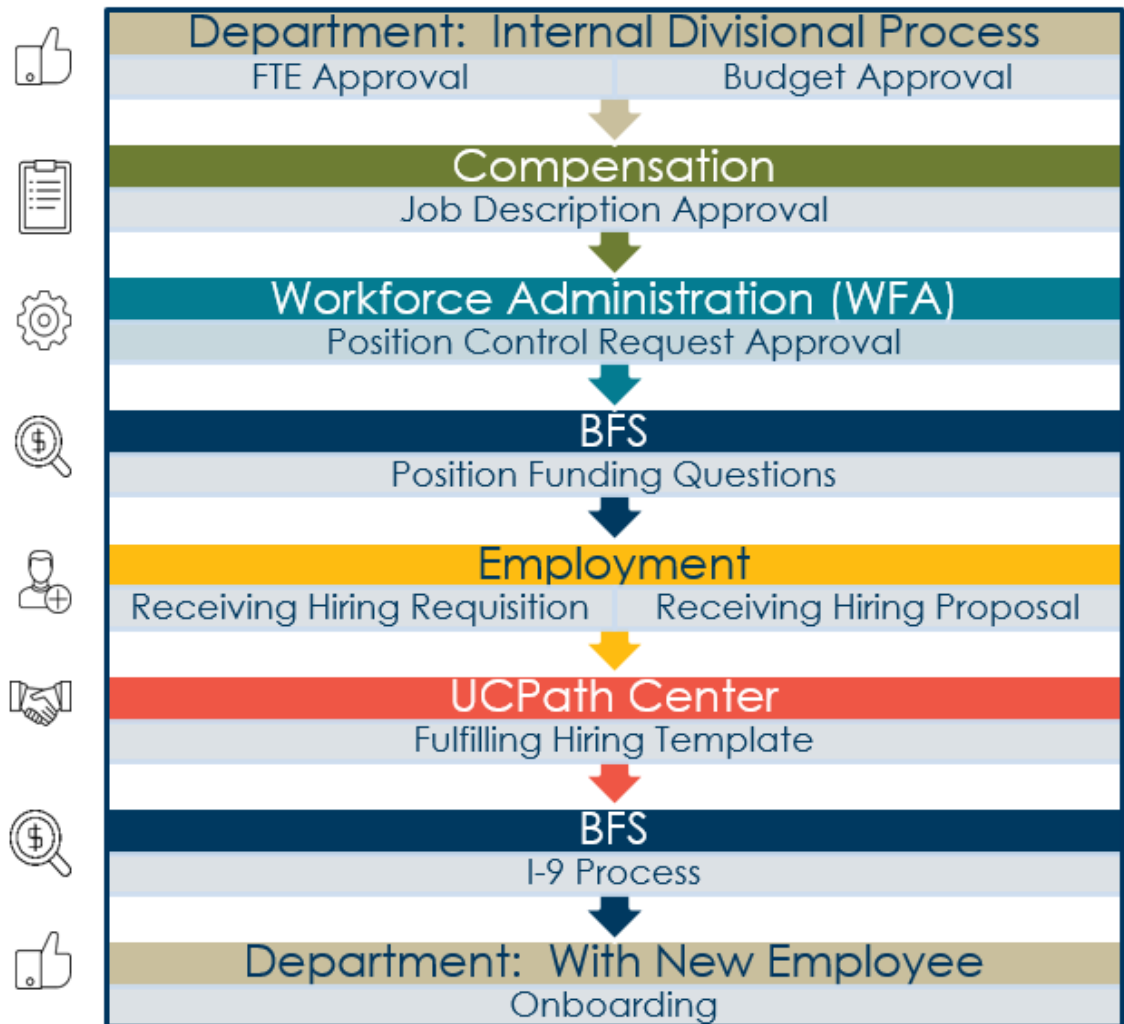 Department: Internal Divisional Process
FTE Approval
Budget Approval
Compensation
Job Description Approval
Workforce Administration (WFA)
Position Control Request Approval
BFS
Position Funding Questions
Employment
Receiving Hiring Requisition
Receiving Hiring Proposal
UCPath Center
Fulfilling Hiring Template
BFS
I-9 Process
Department: With New Employee
Onboarding